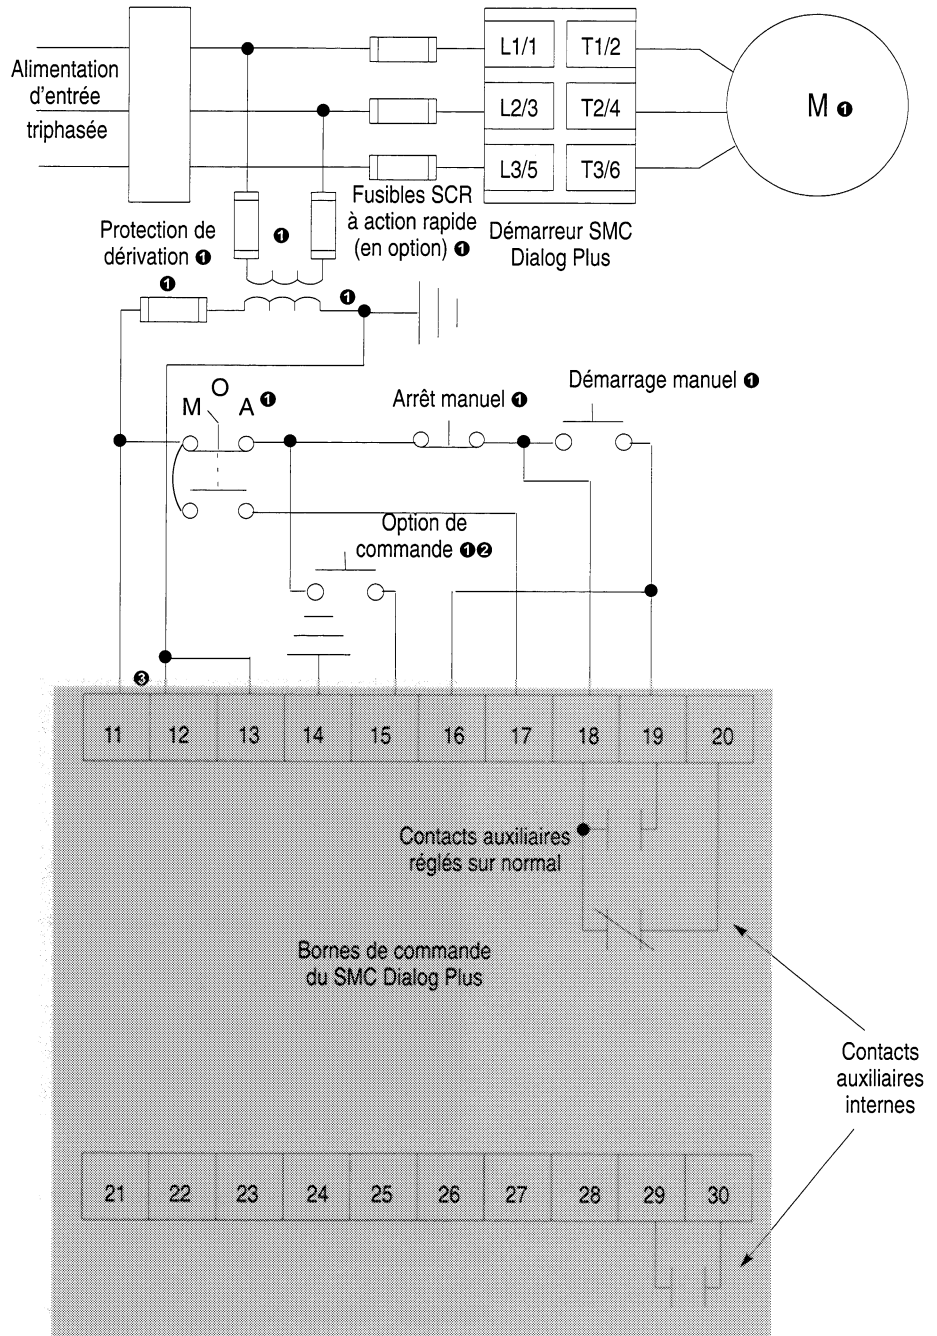 Alimentation
d'entrée
triphasée
L1/1 T1/2
L2/3 T2/4
L3/5 T3/6
M ❶
Protection de
dérivation ❶
❶
❶
❶
Fusibles SCR
à action rapide
(en option) ❶
Démarreur SMC
Dialog Plus
M O A ❶
Arrêt manuel ❶
Démarrage manuel ❶
Option de
commande ❶❷
❸
11 12 13 14 15 16 17 18 19 20
Contacts auxiliaires
réglés sur normal
Bornes de commande
du SMC Dialog Plus
Contacts
auxiliaires
internes
21 22 23 24 25 26 27 28 29 30